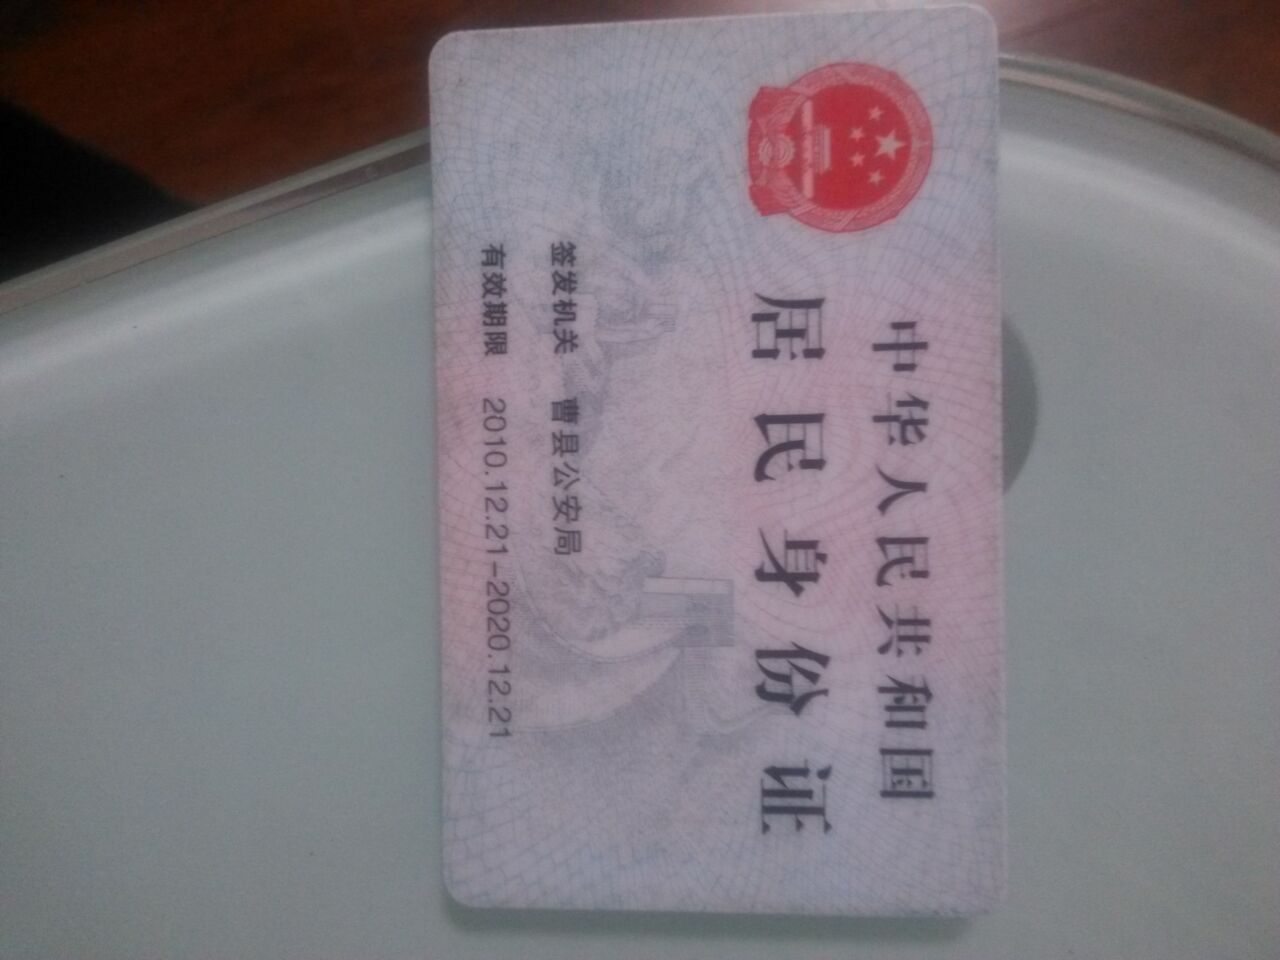 中华人民共和国
居民身份证
签发机关 曹县公安局
有效期限 2010.12.21-2020.12.21